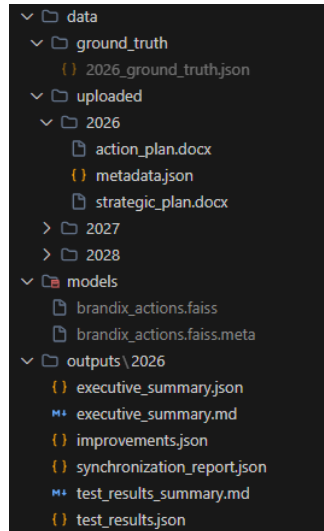 data
ground_truth
{ } 2026_ground_truth.json
uploaded
2026
action_plan.docx
{ } metadata.json
strategic_plan.docx
2027
2028
models
brandix_actions.faiss
brandix_actions.faiss.meta
outputs\2026
{ } executive_summary.json
M↓ executive_summary.md
{ } improvements.json
{ } synchronization_report.json
M↓ test_results_summary.md
{ } test_results.json